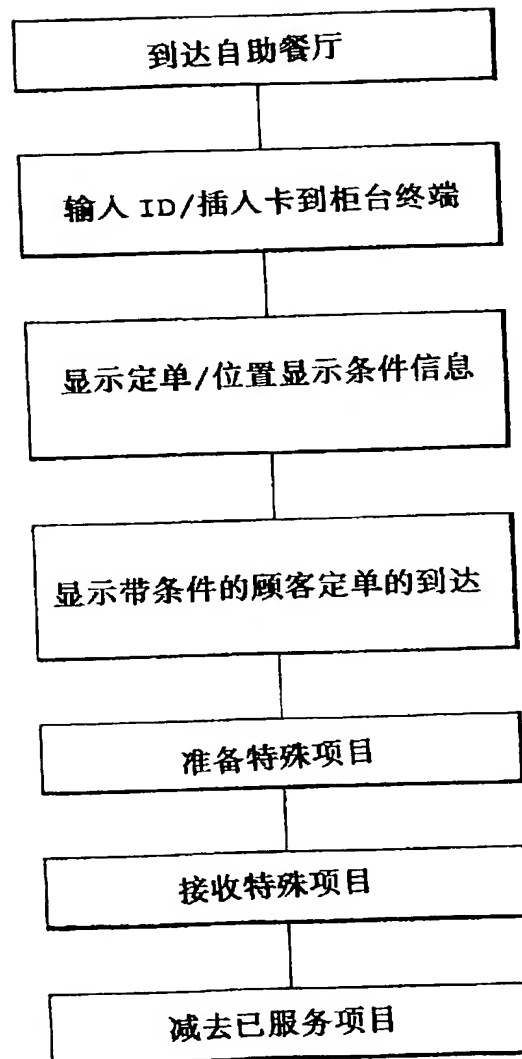 到达自助餐厅
输入 ID/插入卡到柜台终端
显示定单/位置显示条件信息
显示带条件的顾客定单的到达
准备特殊项目
接收特殊项目
减去已服务项目